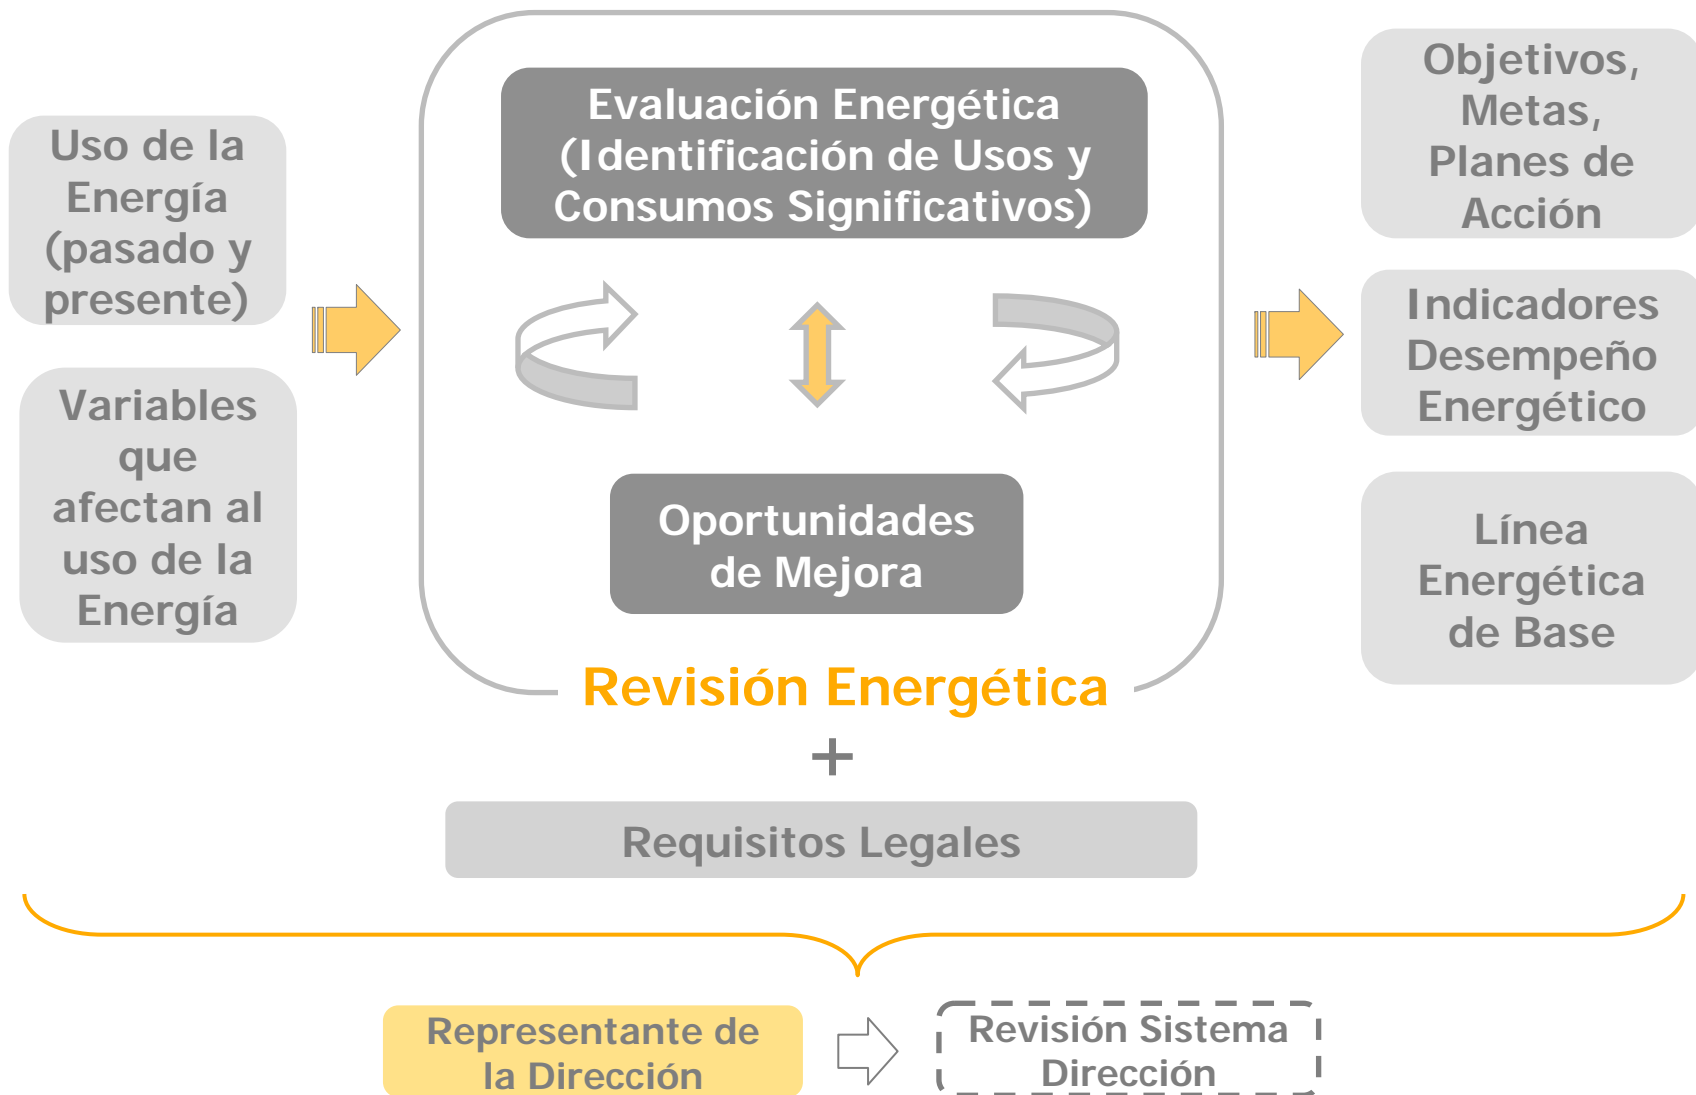 Uso de la
Energía
(pasado y
presente)
Variables
que
afectan al
uso de la
Energía
Evaluación Energética
(Identificación de Usos y
Consumos Significativos)
Oportunidades
de Mejora
Revisión Energética
+
Requisitos Legales
Objetivos,
Metas,
Planes de
Acción
Indicadores
Desempeño
Energético
Línea
Energética
de Base
Representante de
la Dirección
Revisión Sistema
Dirección